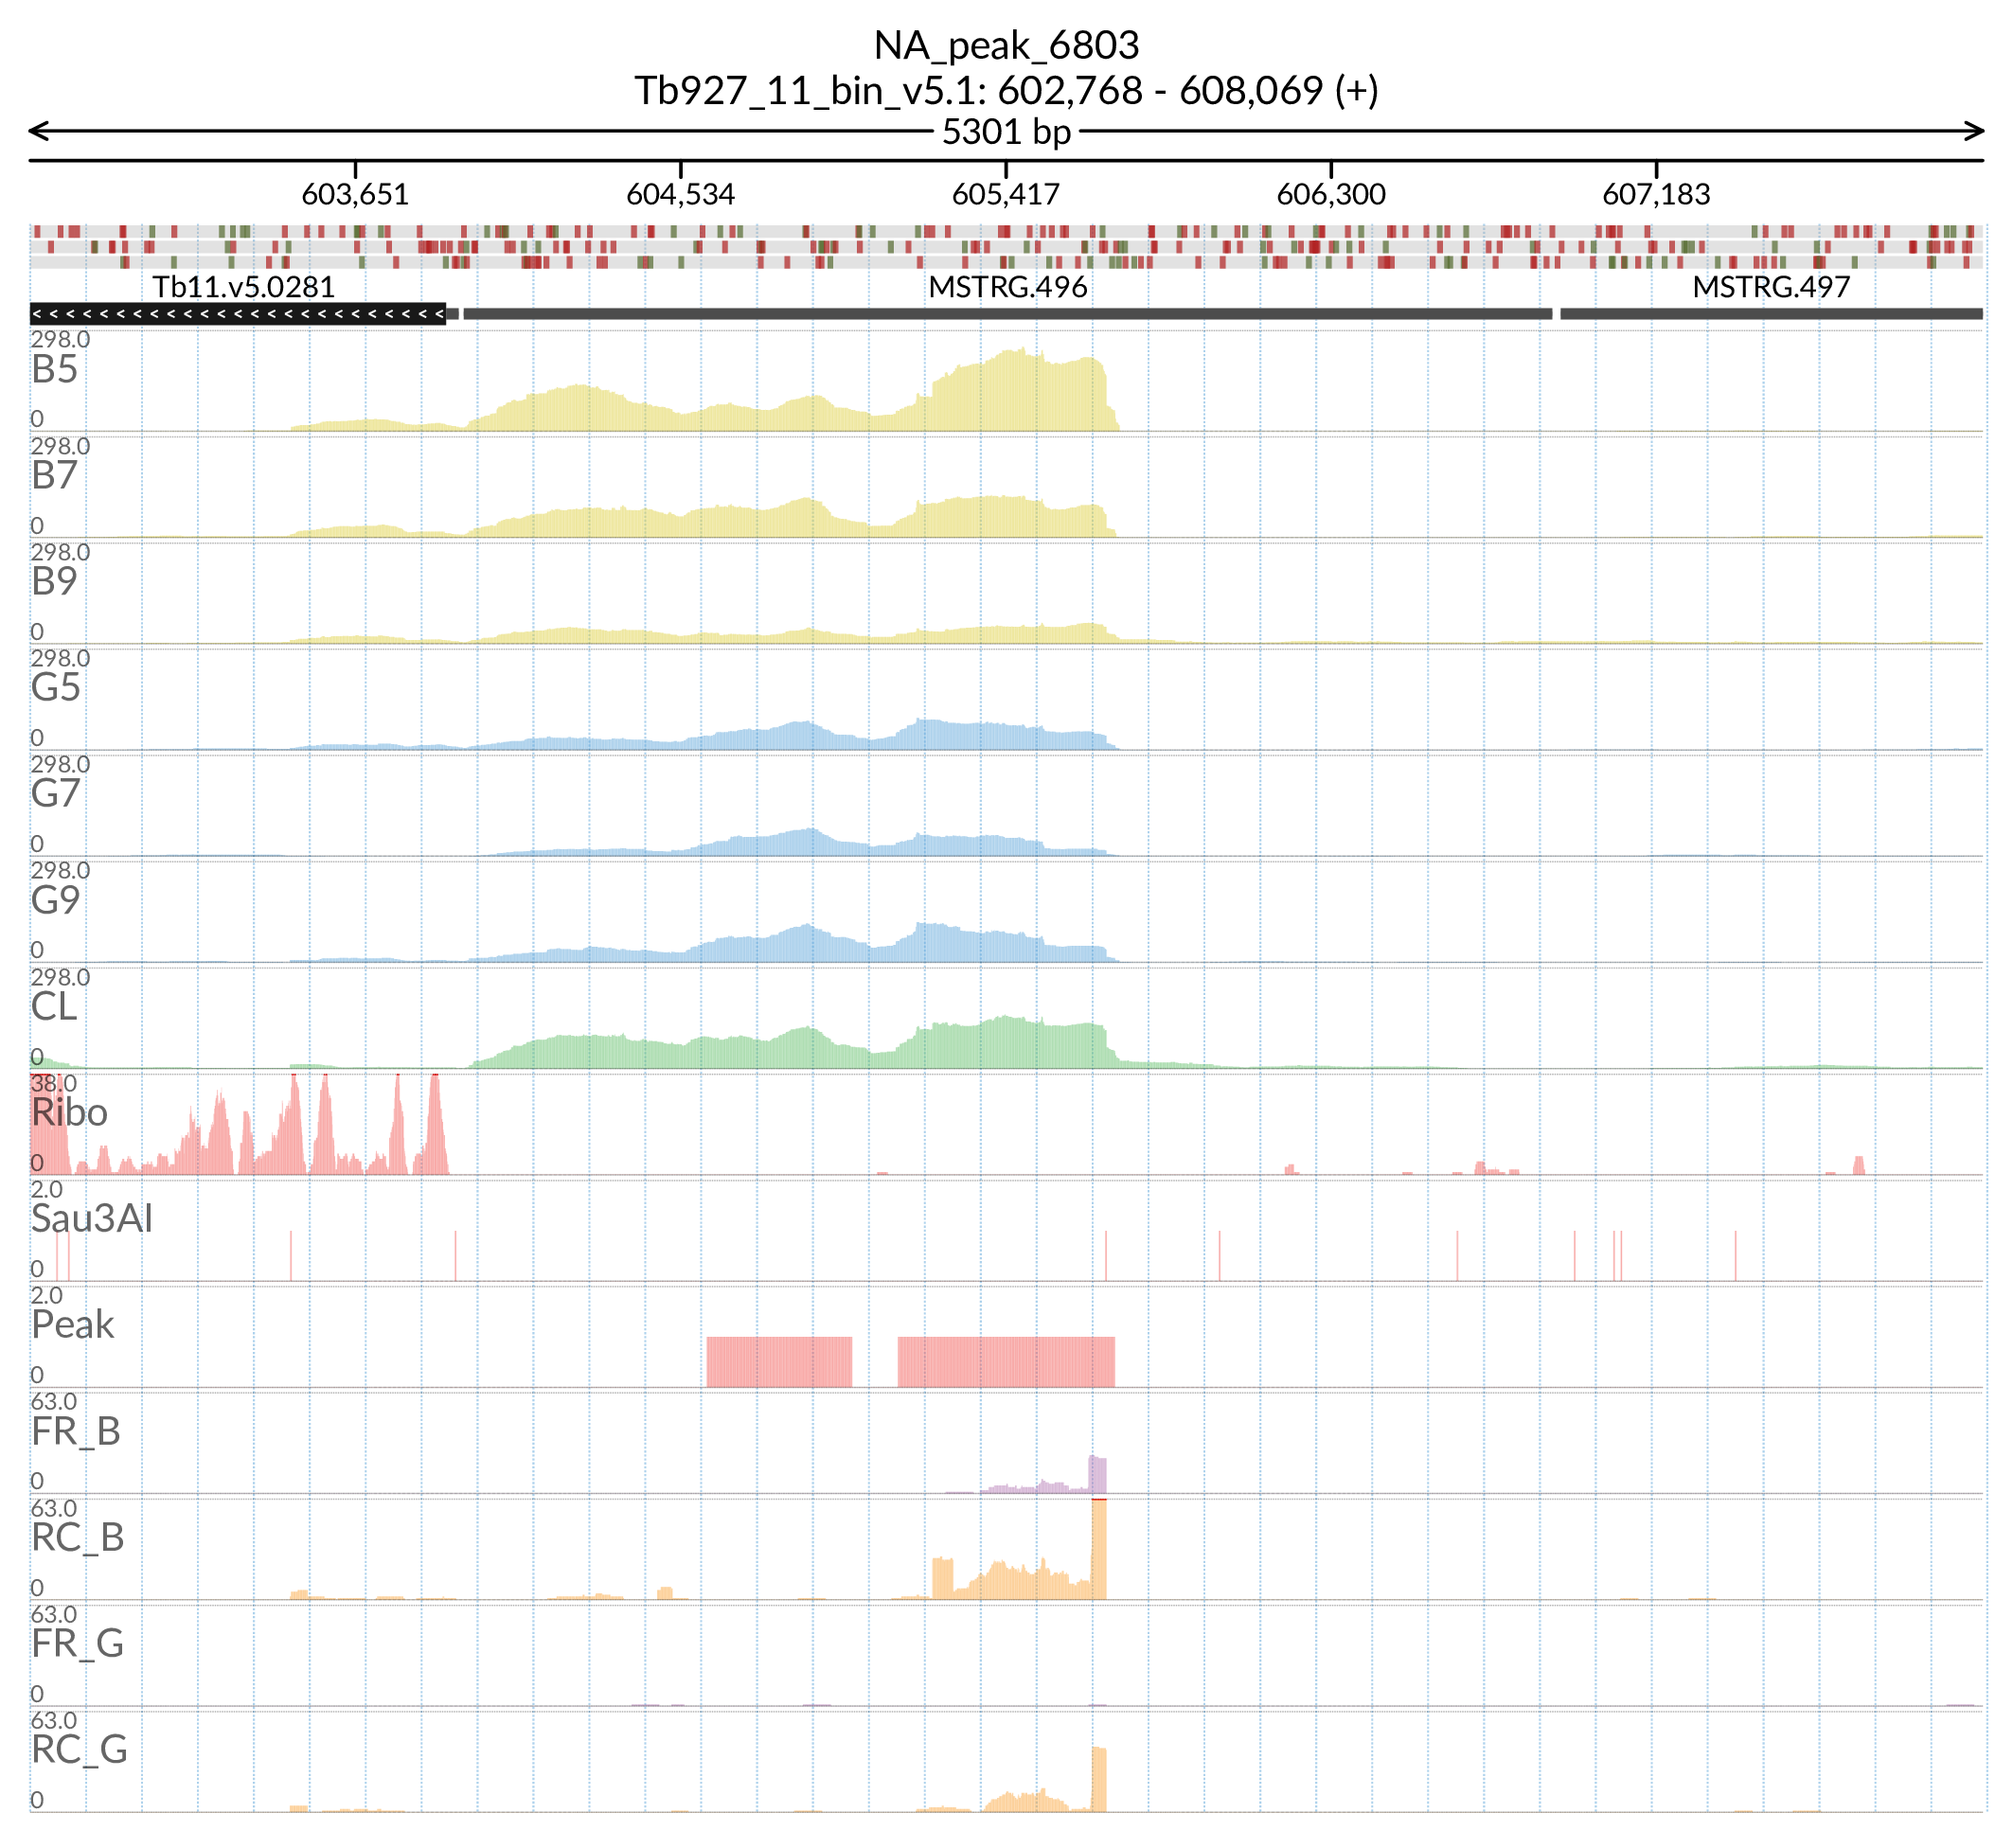 NA_peak_6803
Tb927_11_bin_v5.1: 602,768 - 608,069 (+)
5301 bp
603,651 604,534 605,417 606,300 607,183
Tb11.v5.0281 MSTRG.496 MSTRG.497
298.0
B5
0
298.0
B7
0
298.0
B9
0
298.0
G5
0
298.0
G7
0
298.0
G9
0
298.0
CL
0
38.0
Ribo
0
2.0
Sau3AI
0
2.0
Peak
0
63.0
FR_B
0
63.0
RC_B
0
63.0
FR_G
0
63.0
RC_G
0